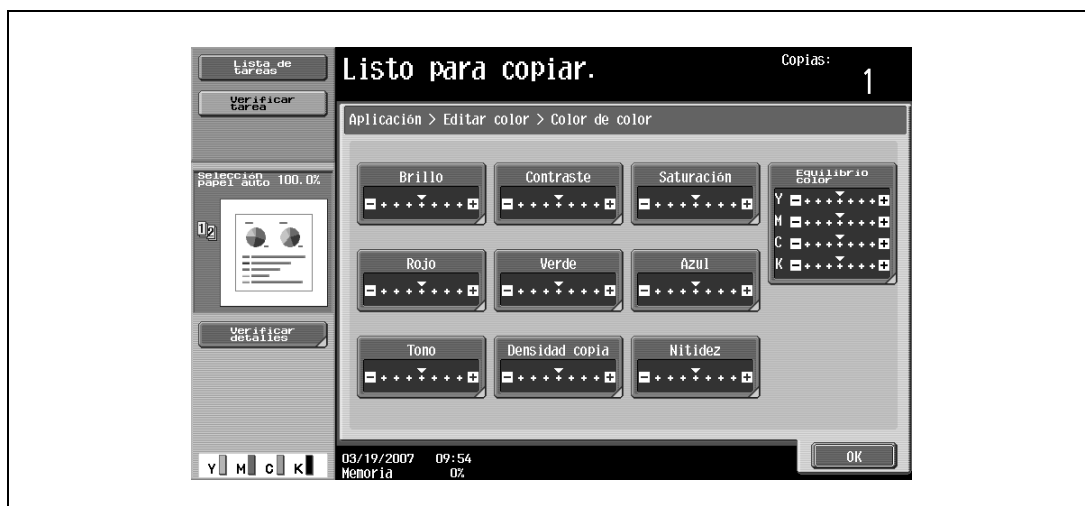 Lista de
tareas
Verificar
tarea
Selección
papel auto 100.0%
1 2
Verificar
detalles
Y M C K
Listo para copiar.
Copias:
1
Aplicación > Editar color > Color de color
Brillo
- +
Contraste
- +
Saturación
- +
Equilibrio
color
Y - +
M - +
C - +
K - +
Rojo
- +
Verde
- +
Azul
- +
Tono
- +
Densidad copia
- +
Nitidez
- +
03/19/2007 09:54
Memoria 0%
OK